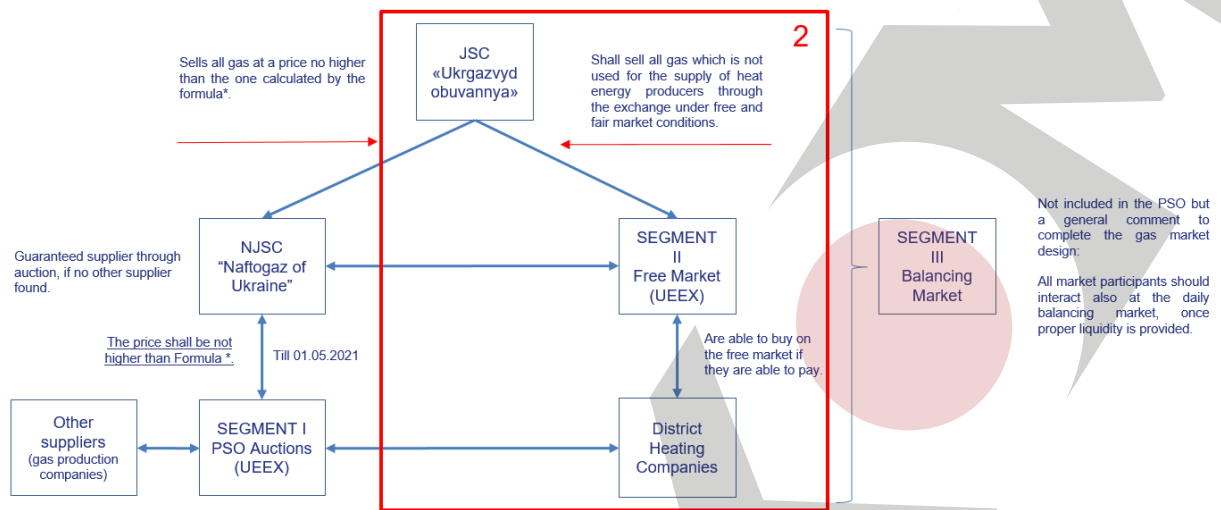 2
Sells all gas at a price no higher
than the one calculated by the
formula*.
JSC
«Ukrgazvyd
obuvannya»
Shall sell all gas which is not
used for the supply of heat
energy producers through
the exchange under free and
fair market conditions.
Guaranteed supplier through
auction, if no other supplier
found.
NJSC
“Naftogaz of
Ukraine”
SEGMENT
II
Free Market
(UEEX)
SEGMENT
III
Balancing
Market
Not included in the PSO but
a general comment to
complete the gas market
design:
All market participants should
interact also at the daily
balancing market, once
proper liquidity is provided.
The price shall be not
higher than Formula *.
Till 01.05.2021
Are able to buy on
the free market if
they are able to pay.
Other
suppliers
(gas production
companies)
SEGMENT I
PSO Auctions
(UEEX)
District
Heating
Companies